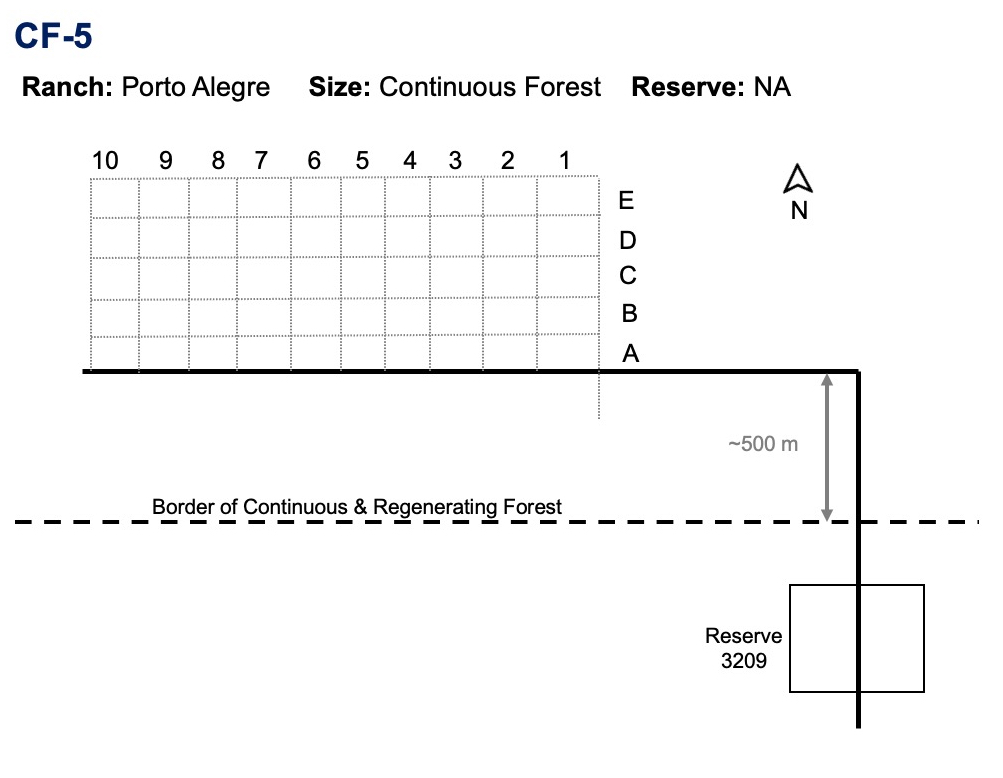 CF-5
Ranch: Porto Alegre Size: Continuous Forest Reserve: NA
10 9 8 7 6 5 4 3 2 1
E
N
D
C
B
A
~500 m
Border of Continuous & Regenerating Forest
Reserve
3209